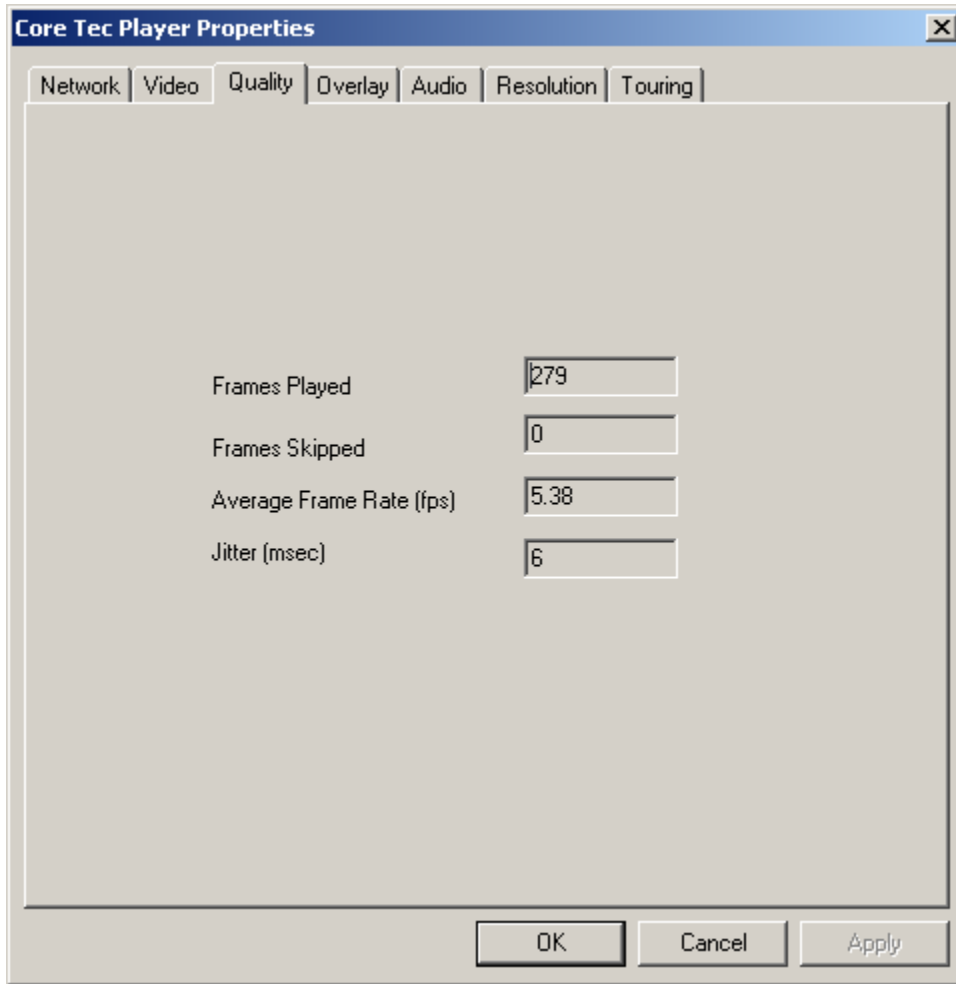 Core Tec Player Properties
Network Video Quality Overlay Audio Resolution Touring
Frames Played 279
Frames Skipped 0
Average Frame Rate (fps) 5.38
Jitter (msec) 6
OK Cancel Apply